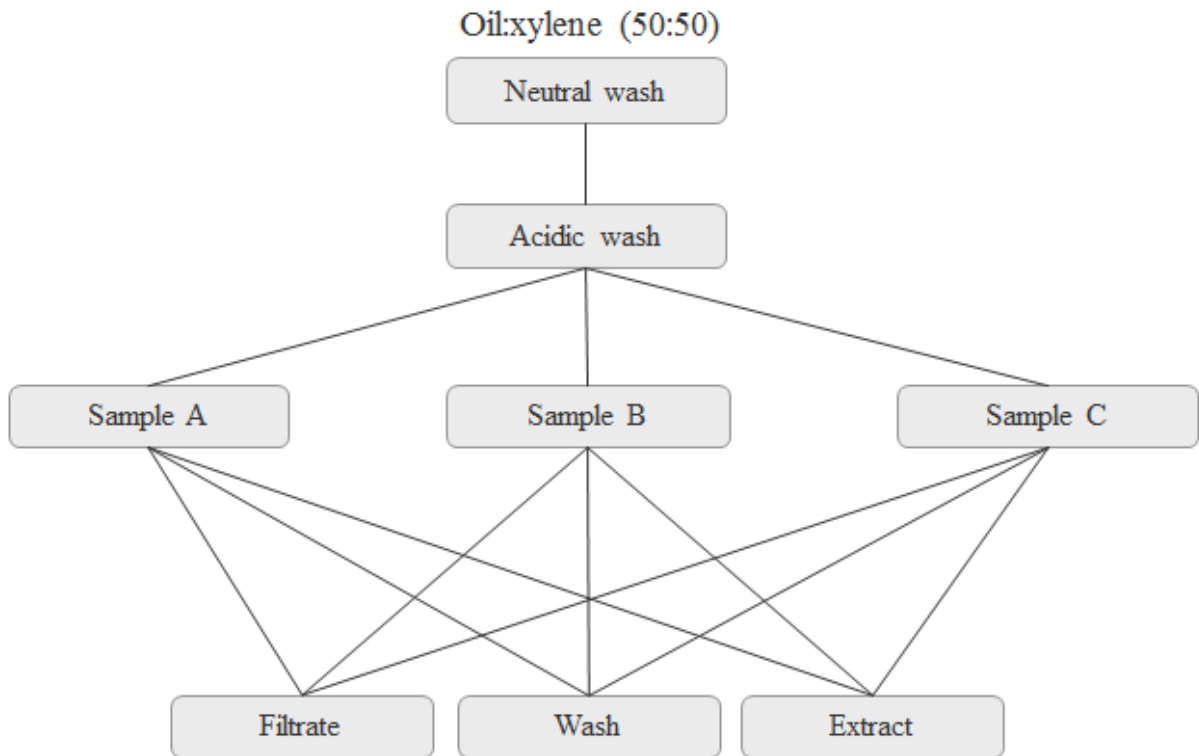 Oil:xylene (50:50)
Neutral wash
Acidic wash
Sample A
Sample B
Sample C
Filtrate
Wash
Extract